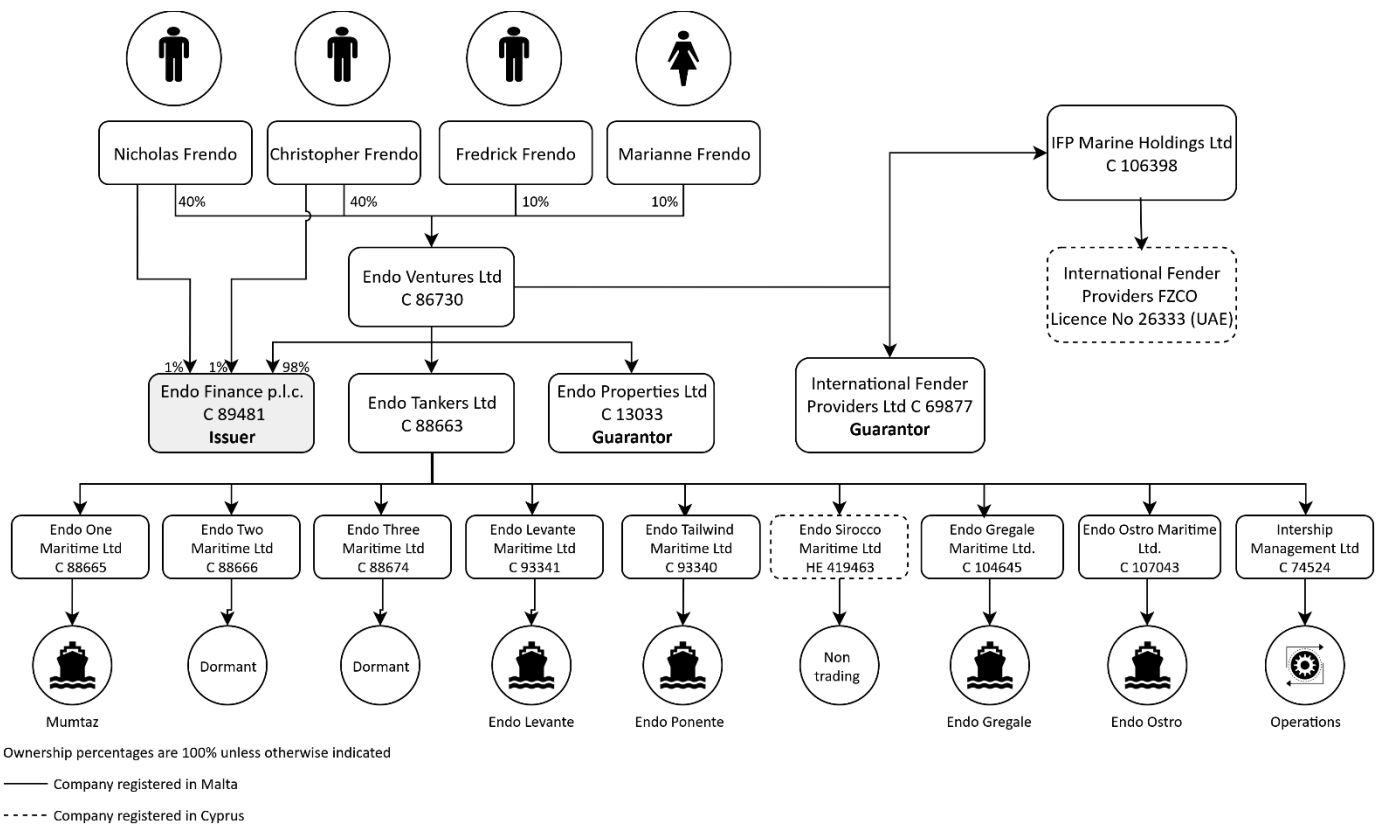 Nicholas Frendo
Christopher Frendo
Fredrick Frendo
Marianne Frendo
40%
40%
10%
10%
IFP Marine Holdings Ltd
C 106398
Endo Ventures Ltd
C 86730
International Fender
Providers FZCO
Licence No 26333 (UAE)
1%
1%
98%
Endo Finance p.l.c.
C 89481
Issuer
Endo Tankers Ltd
C 88663
Endo Properties Ltd
C 13033
Guarantor
International Fender
Providers Ltd C 69877
Guarantor
Endo One
Maritime Ltd
C 88665
Endo Two
Maritime Ltd
C 88666
Endo Three
Maritime Ltd
C 88674
Endo Levante
Maritime Ltd
C 93341
Endo Tailwind
Maritime Ltd
C 93340
Endo Sirocco
Maritime Ltd
HE 419463
Endo Gregale
Maritime Ltd.
C 104645
Endo Ostro Maritime
Ltd.
C 107043
Intership
Management Ltd
C 74524
Dormant
Dormant
Non
trading
Mumtaz
Endo Levante
Endo Ponente
Endo Gregale
Endo Ostro
Operations
Ownership percentages are 100% unless otherwise indicated
Company registered in Malta
Company registered in Cyprus